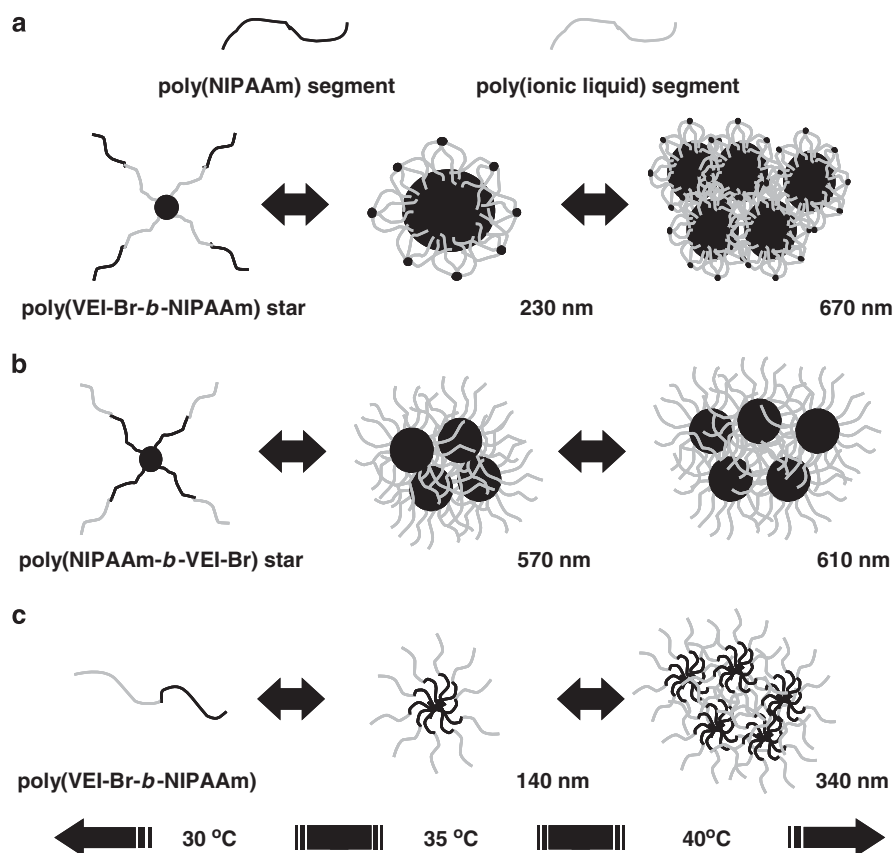 a
poly(NIPAAm) segment poly(ionic liquid) segment
poly(VEI-Br-b-NIPAAm) star 230 nm 670 nm
b
poly(NIPAAm-b-VEI-Br) star 570 nm 610 nm
c
poly(VEI-Br-b-NIPAAm) 140 nm 340 nm
30 °C 35 °C 40°C